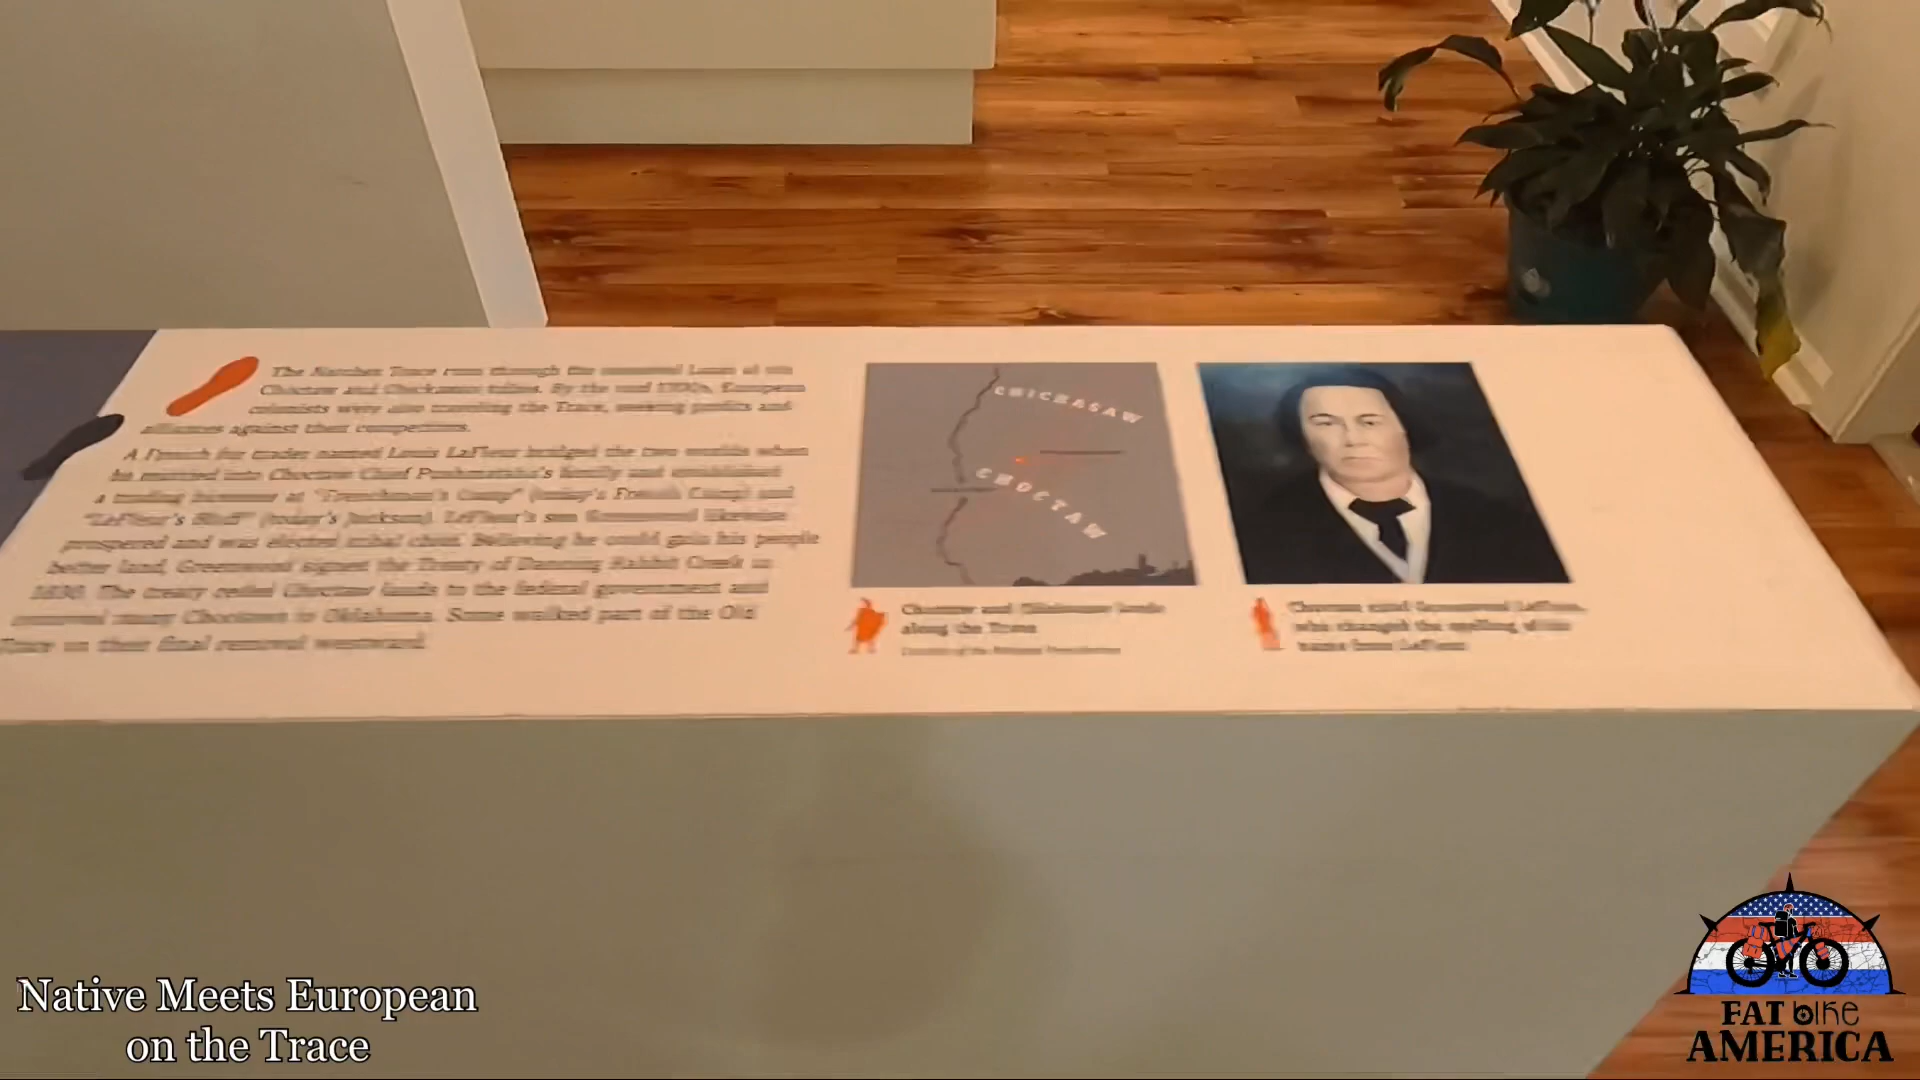 The Natchez Trace runs through the ancestral lands of the
Choctaw and Chickasaw tribes. By the mid 1700s, European
colonists were also traveling the Trace, seeking profits and
alliances against their competitors.
A French fur trader named Louis LaFleur bridged the two worlds when
he married into Choctaw Chief Pushmataha's family and established
a trading business at "Frenchman's Camp" (today's French Camp) and
"LeFleur's Bluff" (today's Jackson). LeFleur's son Greenwood likewise
prospered and was elected tribal chief. Believing he could gain his people
better land, Greenwood signed the Treaty of Dancing Rabbit Creek in
1830. The treaty ceded Choctaw lands to the federal government and
removed many Choctaws to Oklahoma. Some walked part of the Old
Trace on their final removal westward.
CHICKASAW
CHOCTAW
Choctaw and Chickasaw lands
along the Trace
Choctaw chief Greenwood Leflore,
who changed the spelling of his
name from LeFleur
Native Meets European
on the Trace
FAT bike
AMERICA